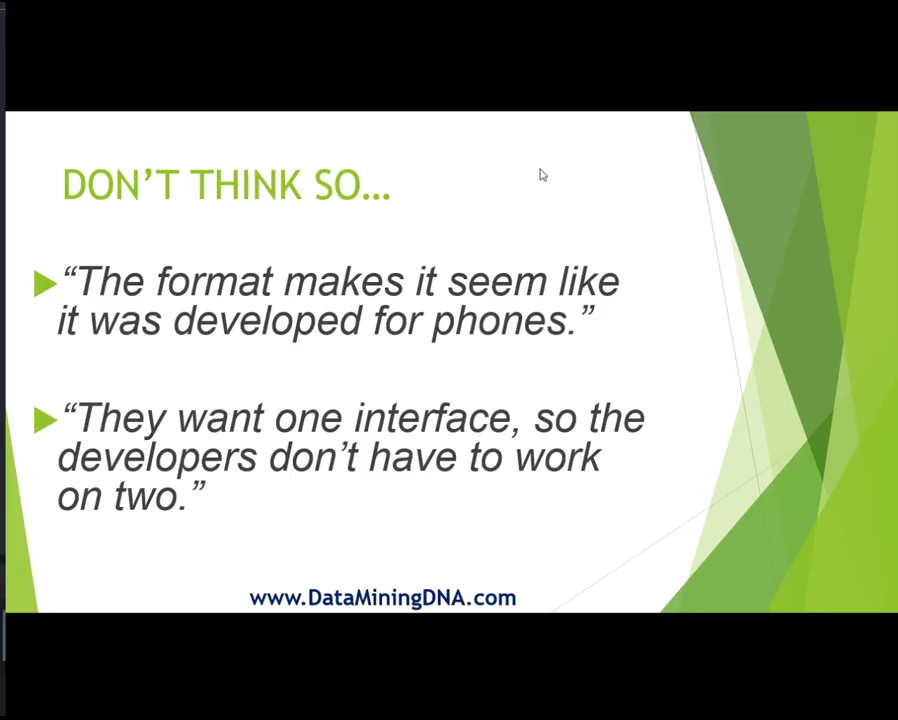 DON’T THINK SO…
“The format makes it seem like
it was developed for phones.”
“They want one interface, so the
developers don’t have to work
on two.”
www.DataMiningDNA.com